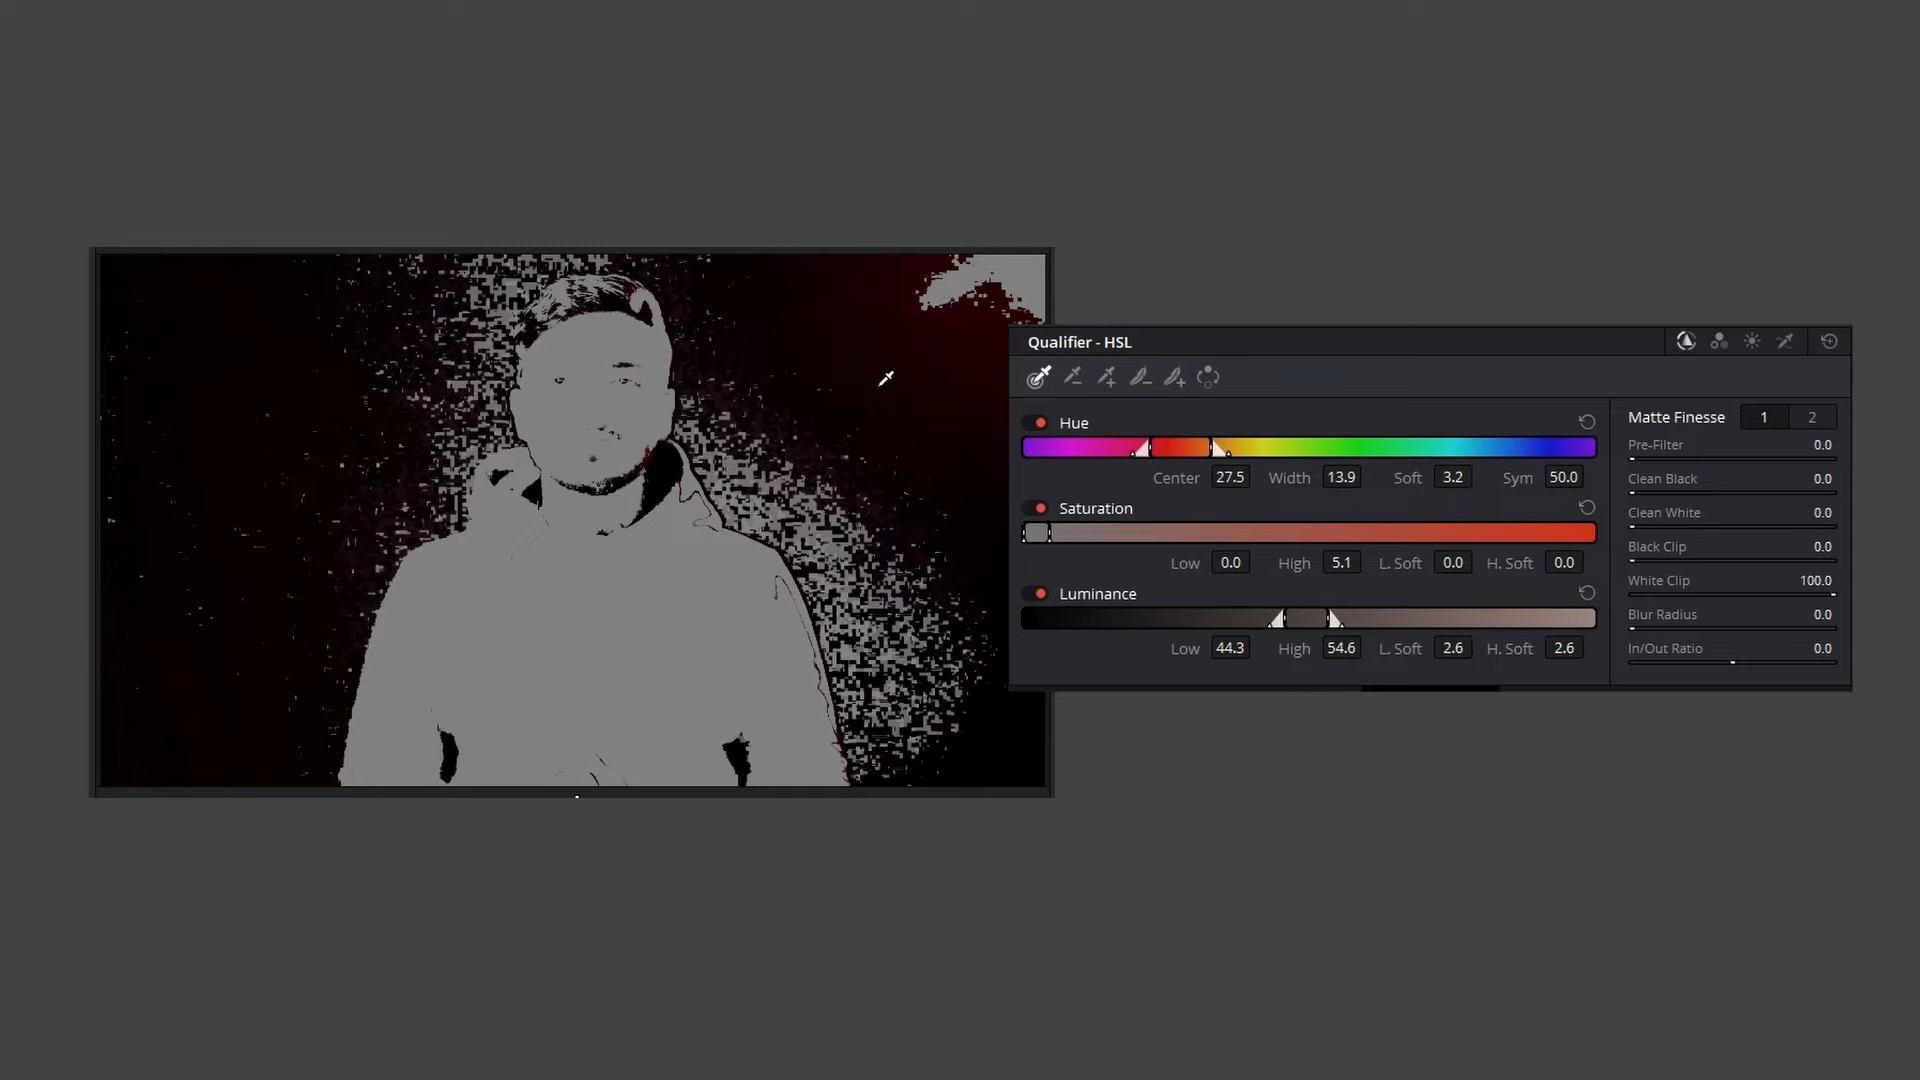 Qualifier - HSL
Hue
Center 27.5 Width 13.9 Soft 3.2 Sym 50.0
Saturation
Low 0.0 High 5.1 L. Soft 0.0 H. Soft 0.0
Luminance
Low 44.3 High 54.6 L. Soft 2.6 H. Soft 2.6
Matte Finesse 1 2
Pre-Filter 0.0
Clean Black 0.0
Clean White 0.0
Black Clip 0.0
White Clip 100.0
Blur Radius 0.0
In/Out Ratio 0.0